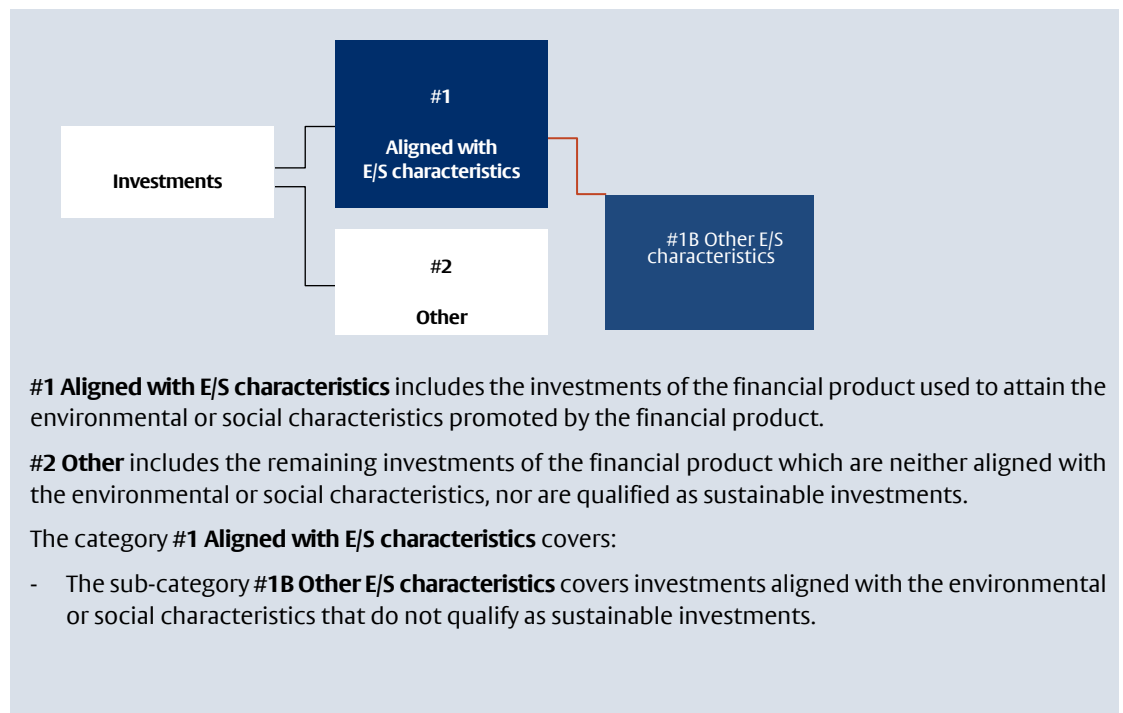 #1
Aligned with
E/S characteristics
Investments
#1B Other E/S
characteristics
#2
Other
#1 Aligned with E/S characteristics includes the investments of the financial product used to attain the
environmental or social characteristics promoted by the financial product.
#2 Other includes the remaining investments of the financial product which are neither aligned with
the environmental or social characteristics, nor are qualified as sustainable investments.
The category #1 Aligned with E/S characteristics covers:
- The sub-category #1B Other E/S characteristics covers investments aligned with the environmental
or social characteristics that do not qualify as sustainable investments.